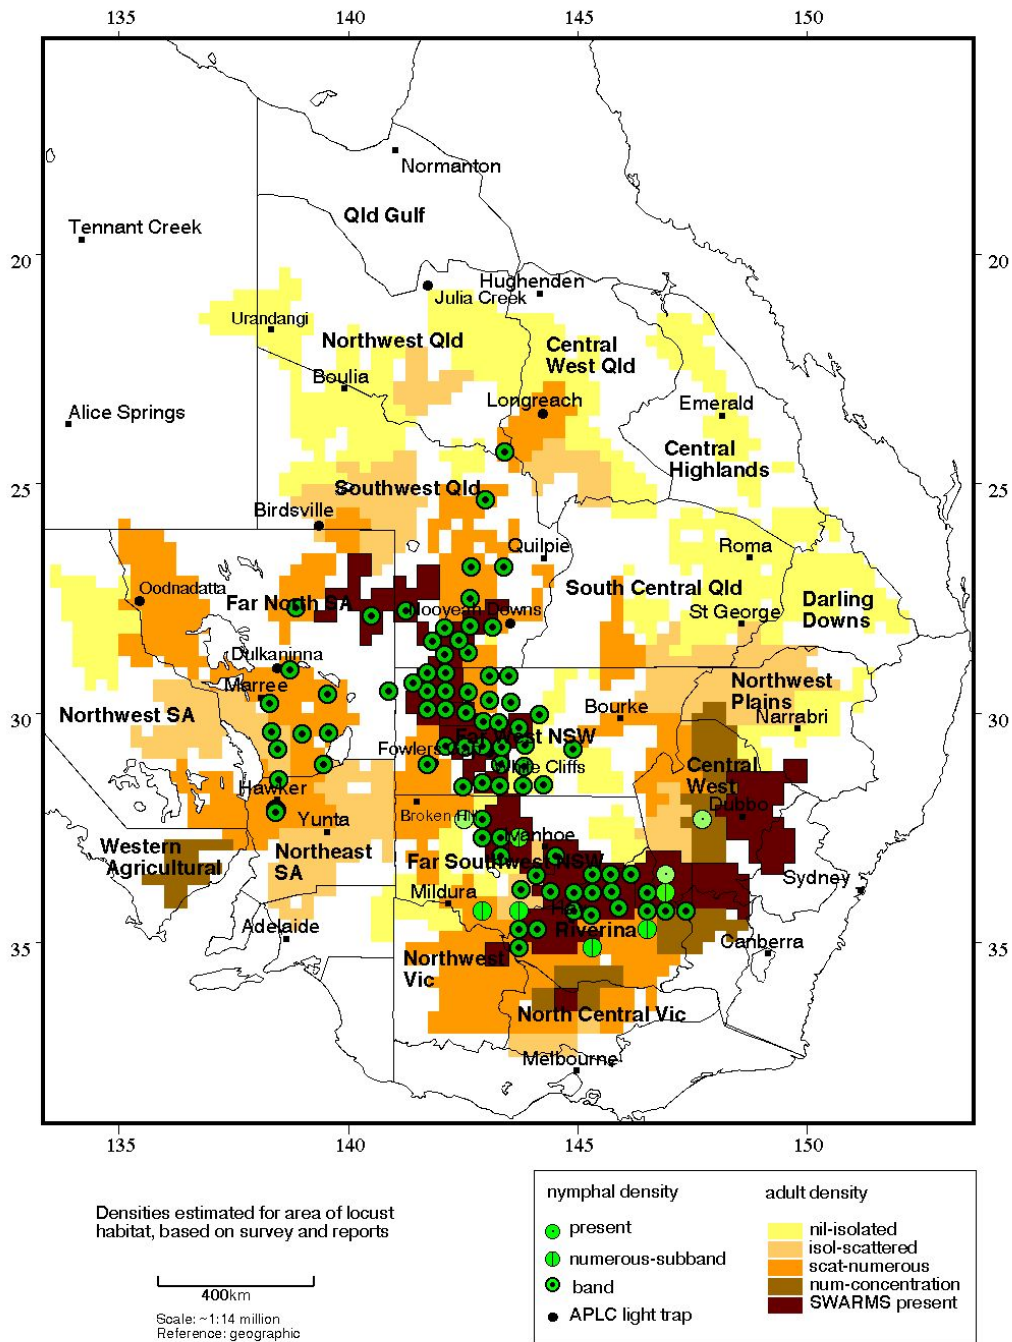 135
140
145
150
Normanton
Qld Gulf
Tennant Creek
20
20
Hughenden
Julia Creek
Urandangi
Northwest Qld
Central
West Qld
Boulia
Longreach
Alice Springs
Emerald
Central
Highlands
25
25
Southwest Qld
Birdsville
Quilpie
Roma
South Central Qld
Oodnadatta
Far North SA
Nooyeah Downs
St George
Darling
Downs
Dulkaninna
Marree
Northwest SA
Northwest
Plains
Bourke
Narrabri
30
30
Far West NSW
Fowlers Gap
White Cliffs
Central
West
Hawker
Dubbo
Broken Hill
Yunta
Ivanhoe
Western
Agricultural
Northeast
SA
Far Southwest NSW
Mildura
Sydney
Hay
Adelaide
Riverina
Canberra
35
35
Northwest
Vic
North Central Vic
Melbourne
135
140
145
150
Densities estimated for area of locust
habitat, based on survey and reports
400km
Scale: ~1:14 million
Reference: geographic
nymphal density
present
numerous-subband
band
APLC light trap
adult density
nil-isolated
isol-scattered
scat-numerous
num-concentration
SWARMS present